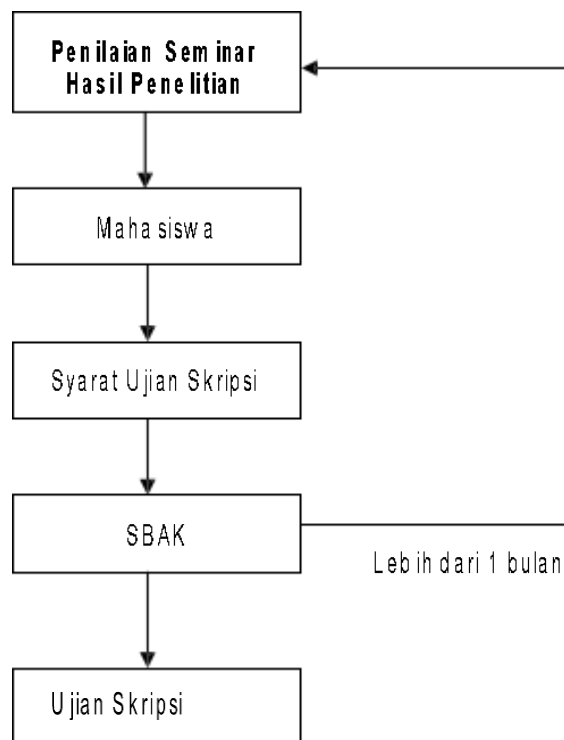 Penilaian Seminar
Hasil Penelitian
Mahasiswa
Syarat Ujian Skripsi
SBAK
Lebih dari 1 bulan
Ujian Skripsi